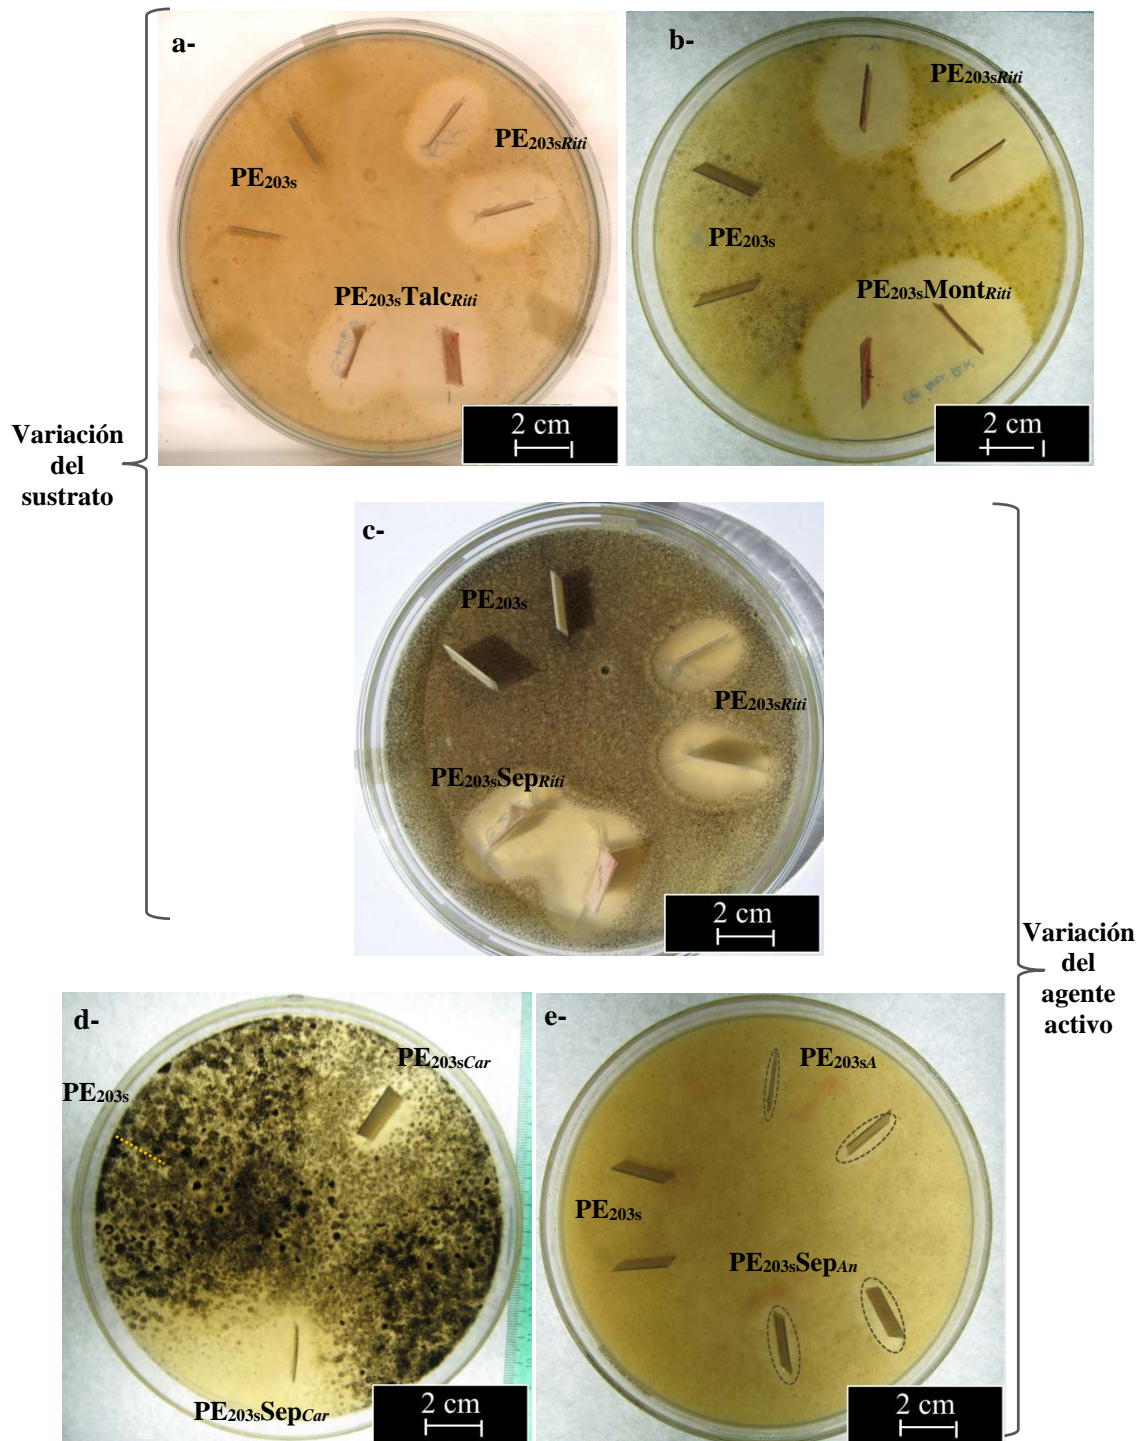 a-
PE203s
PE203sRiti
PE203sTalcRiti
2 cm
b-
PE203sRiti
PE203s
PE203sMontRiti
2 cm
Variación
del
sustrato
c-
PE203s
PE203sRiti
PE203sSepRiti
2 cm
Variación
del
agente
activo
d-
PE203s
PE203sCar
PE203sSepCar
2 cm
e-
PE203sA
PE203s
PE203sSepAn
2 cm